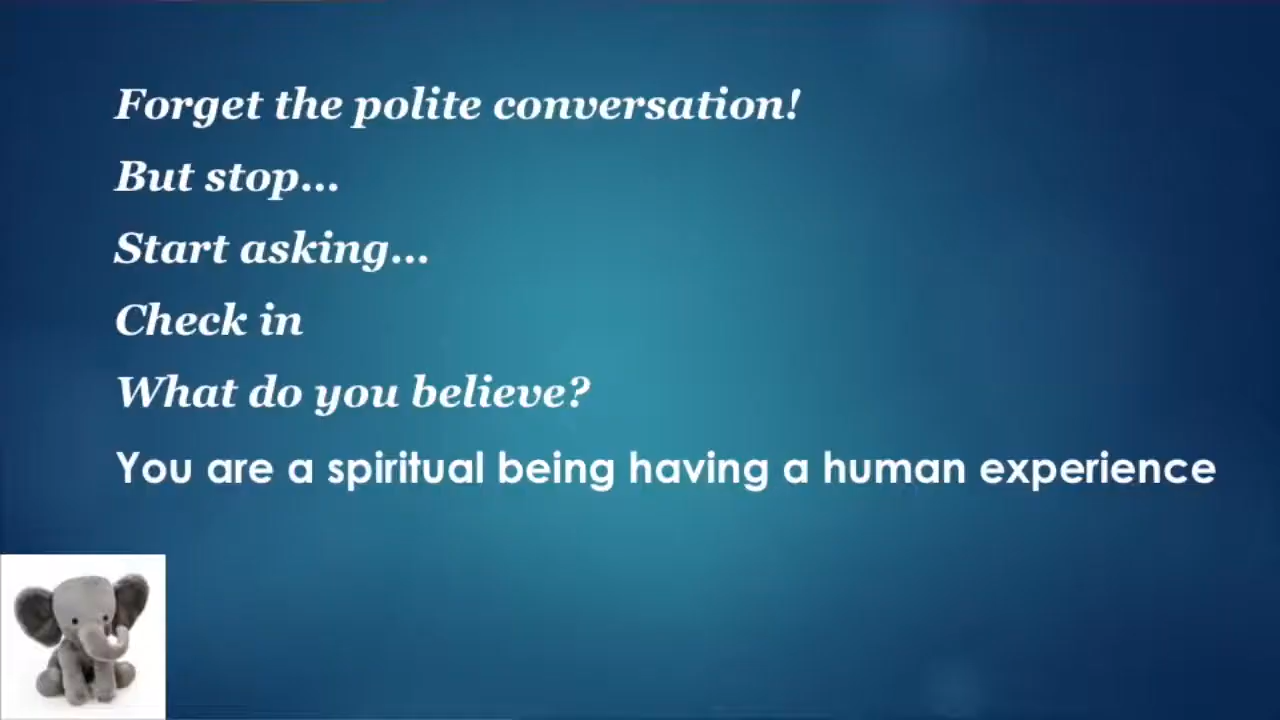 Forget the polite conversation!
But stop...
Start asking...
Check in
What do you believe?
You are a spiritual being having a human experience